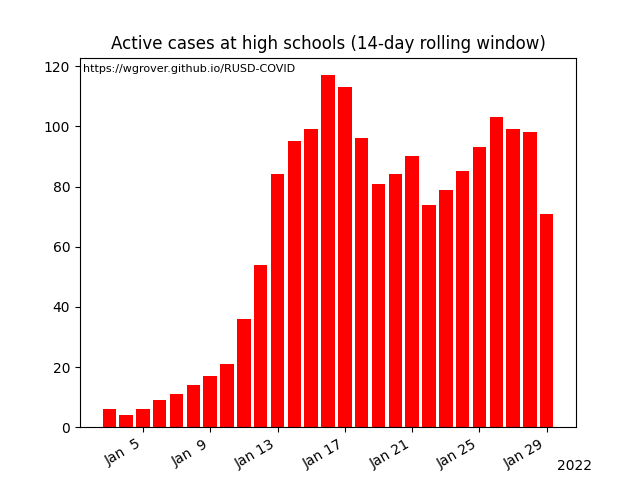 Active cases at high schools (14-day rolling window)
https://wgrover.github.io/RUSD-COVID
120
100
80
60
40
20
0
Jan 5
Jan 9
Jan 13
Jan 17
Jan 21
Jan 25
Jan 29
2022